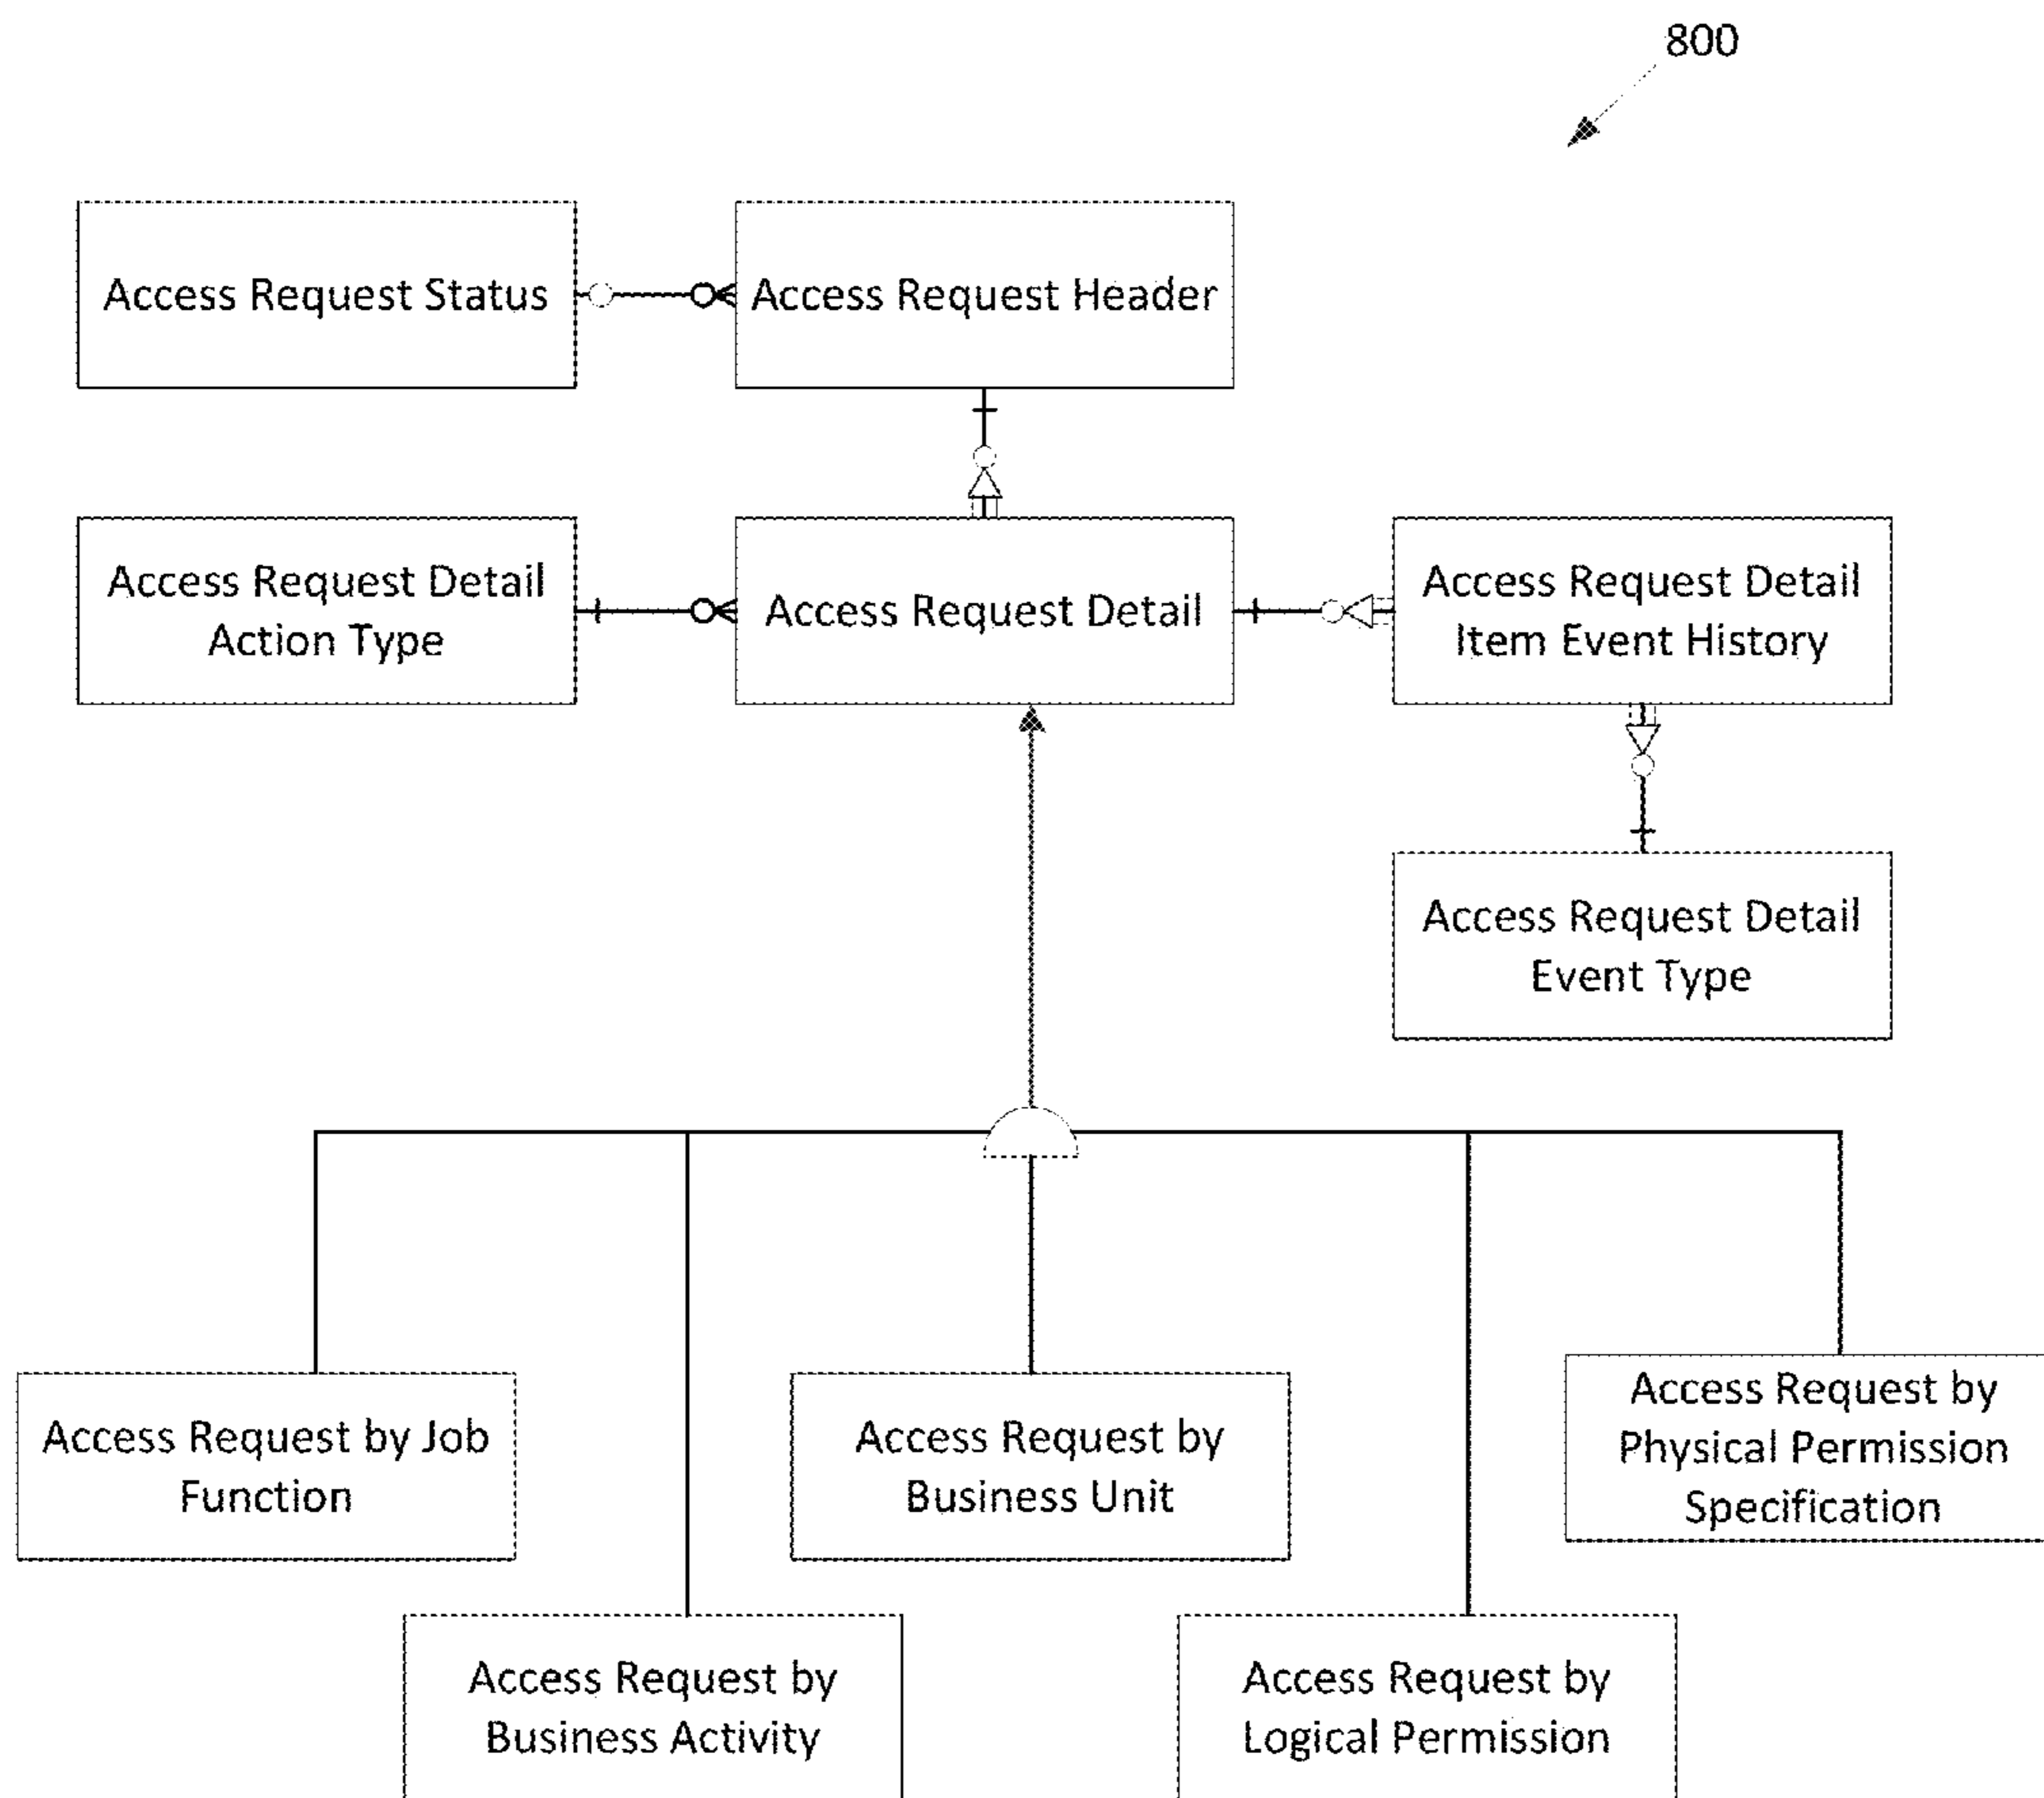 800
Access Request Status
Access Request Header
Access Request Detail
Action Type
Access Request Detail
Access Request Detail
Item Event History
Access Request Detail
Event Type
Access Request by Job
Function
Access Request by
Business Unit
Access Request by
Physical Permission
Specification
Access Request by
Business Activity
Access Request by
Logical Permission